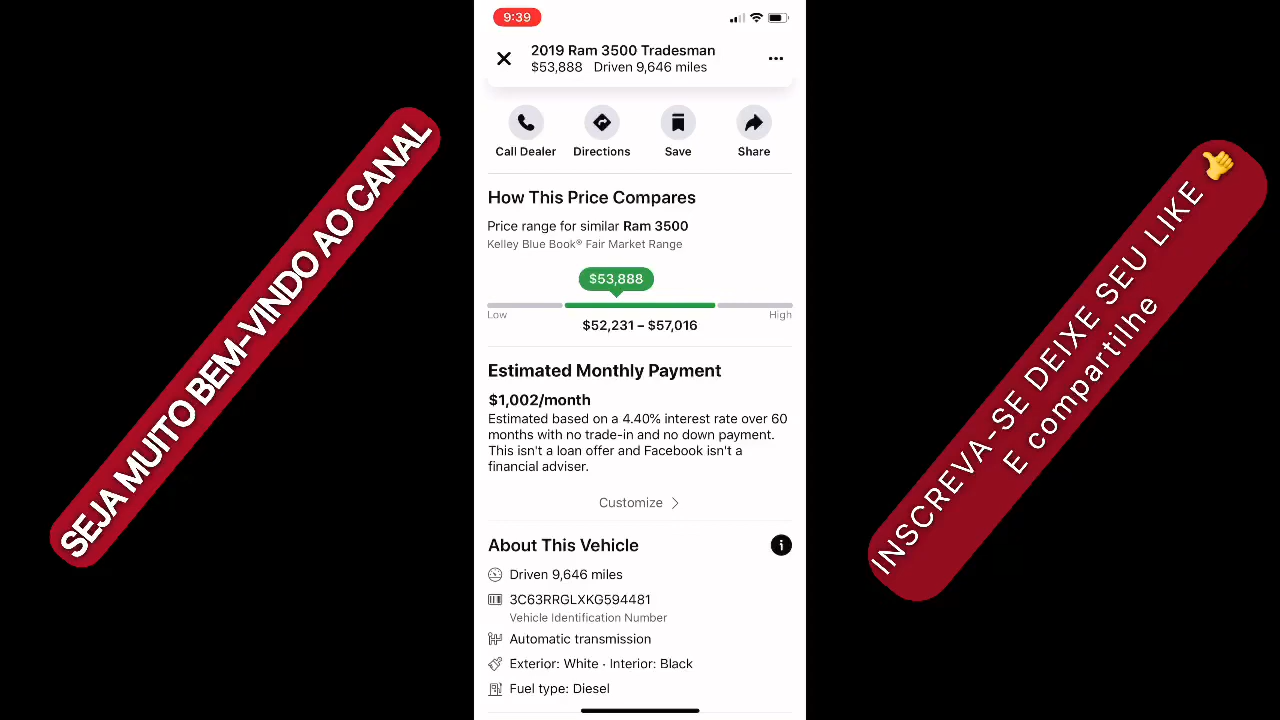 SEJA MUITO BEM-VINDO AO CANAL
9:39
2019 Ram 3500 Tradesman
$53,888 Driven 9,646 miles
Call Dealer
Directions
Save
Share
How This Price Compares
Price range for similar Ram 3500
Kelley Blue Book® Fair Market Range
$53,888
Low
High
$52,231 – $57,016
Estimated Monthly Payment
$1,002/month
Estimated based on a 4.40% interest rate over 60
months with no trade-in and no down payment.
This isn't a loan offer and Facebook isn't a
financial adviser.
Customize
About This Vehicle
Driven 9,646 miles
3C63RRGLXKG594481
Vehicle Identification Number
Automatic transmission
Exterior: White · Interior: Black
Fuel type: Diesel
INSCREVA-SE DEIXE SEU LIKE 👍
E compartilhe